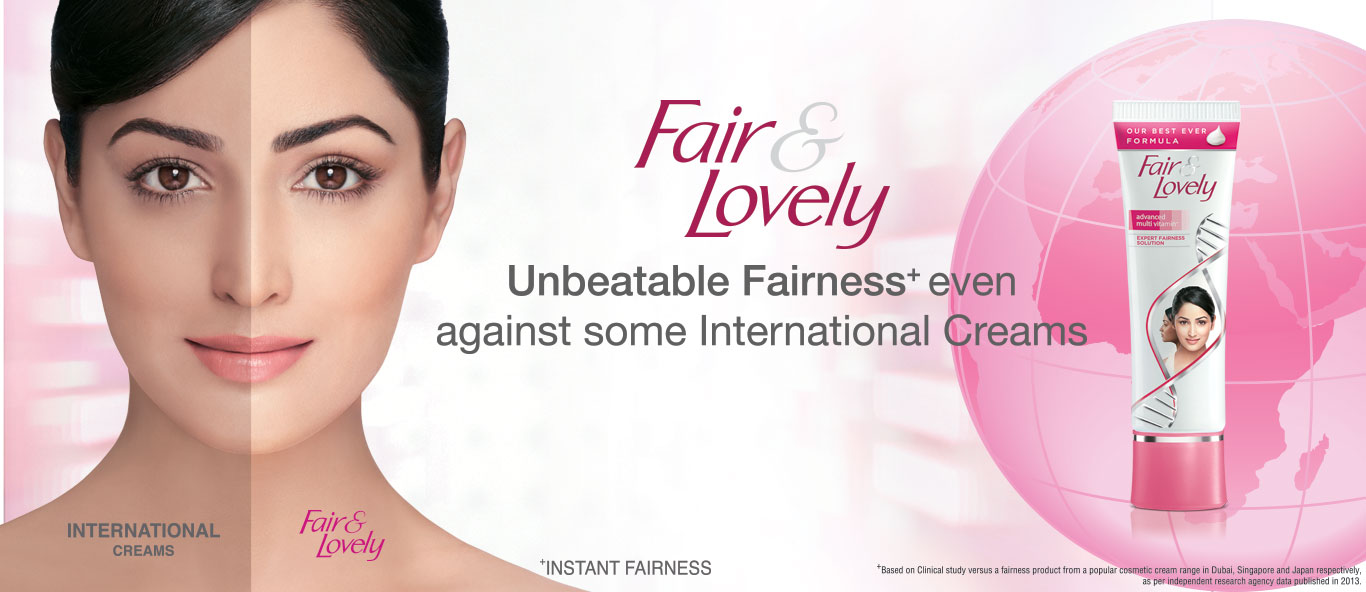 Fair &
Lovely
Unbeatable Fairness+ even
against some International Creams
INTERNATIONAL
CREAMS
Fair &
Lovely
+INSTANT FAIRNESS
OUR BEST EVER
FORMULA
Fair &
Lovely
advanced
multi vitamin
EXPERT FAIRNESS
SOLUTION
+Based on Clinical study versus a fairness product from a popular cosmetic cream range in Dubai, Singapore and Japan respectively,
as per independent research agency data published in 2013.